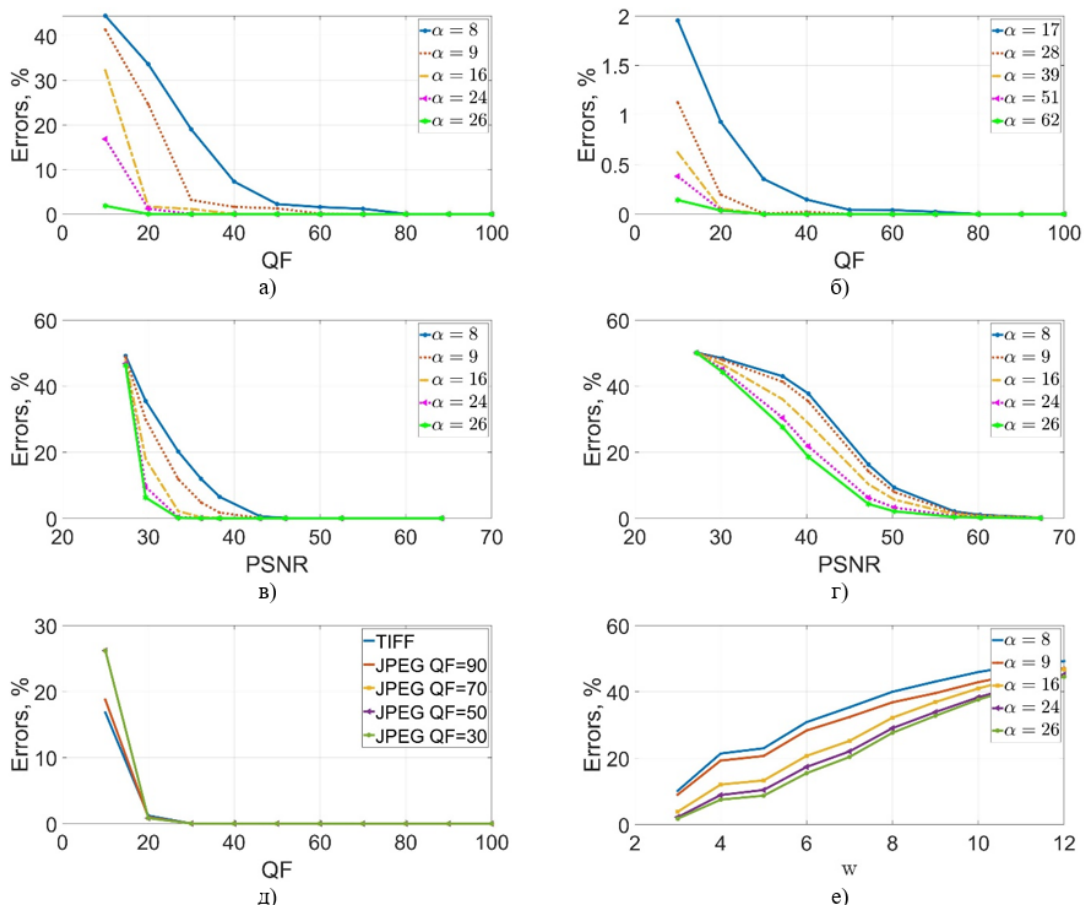 Errors, %
40
30
20
10
0
0 20 40 60 80 100
QF
α = 8
α = 9
α = 16
α = 24
α = 26
а)
Errors, %
2
1.5
1
0.5
0
0 20 40 60 80 100
QF
α = 17
α = 28
α = 39
α = 51
α = 62
б)
Errors, %
60
40
20
0
20 30 40 50 60 70
PSNR
α = 8
α = 9
α = 16
α = 24
α = 26
в)
Errors, %
60
40
20
0
20 30 40 50 60 70
PSNR
α = 8
α = 9
α = 16
α = 24
α = 26
г)
Errors, %
30
20
10
0
0 20 40 60 80 100
QF
TIFF
JPEG QF=90
JPEG QF=70
JPEG QF=50
JPEG QF=30
д)
Errors, %
60
40
20
0
2 4 6 8 10 12
w
α = 8
α = 9
α = 16
α = 24
α = 26
е)